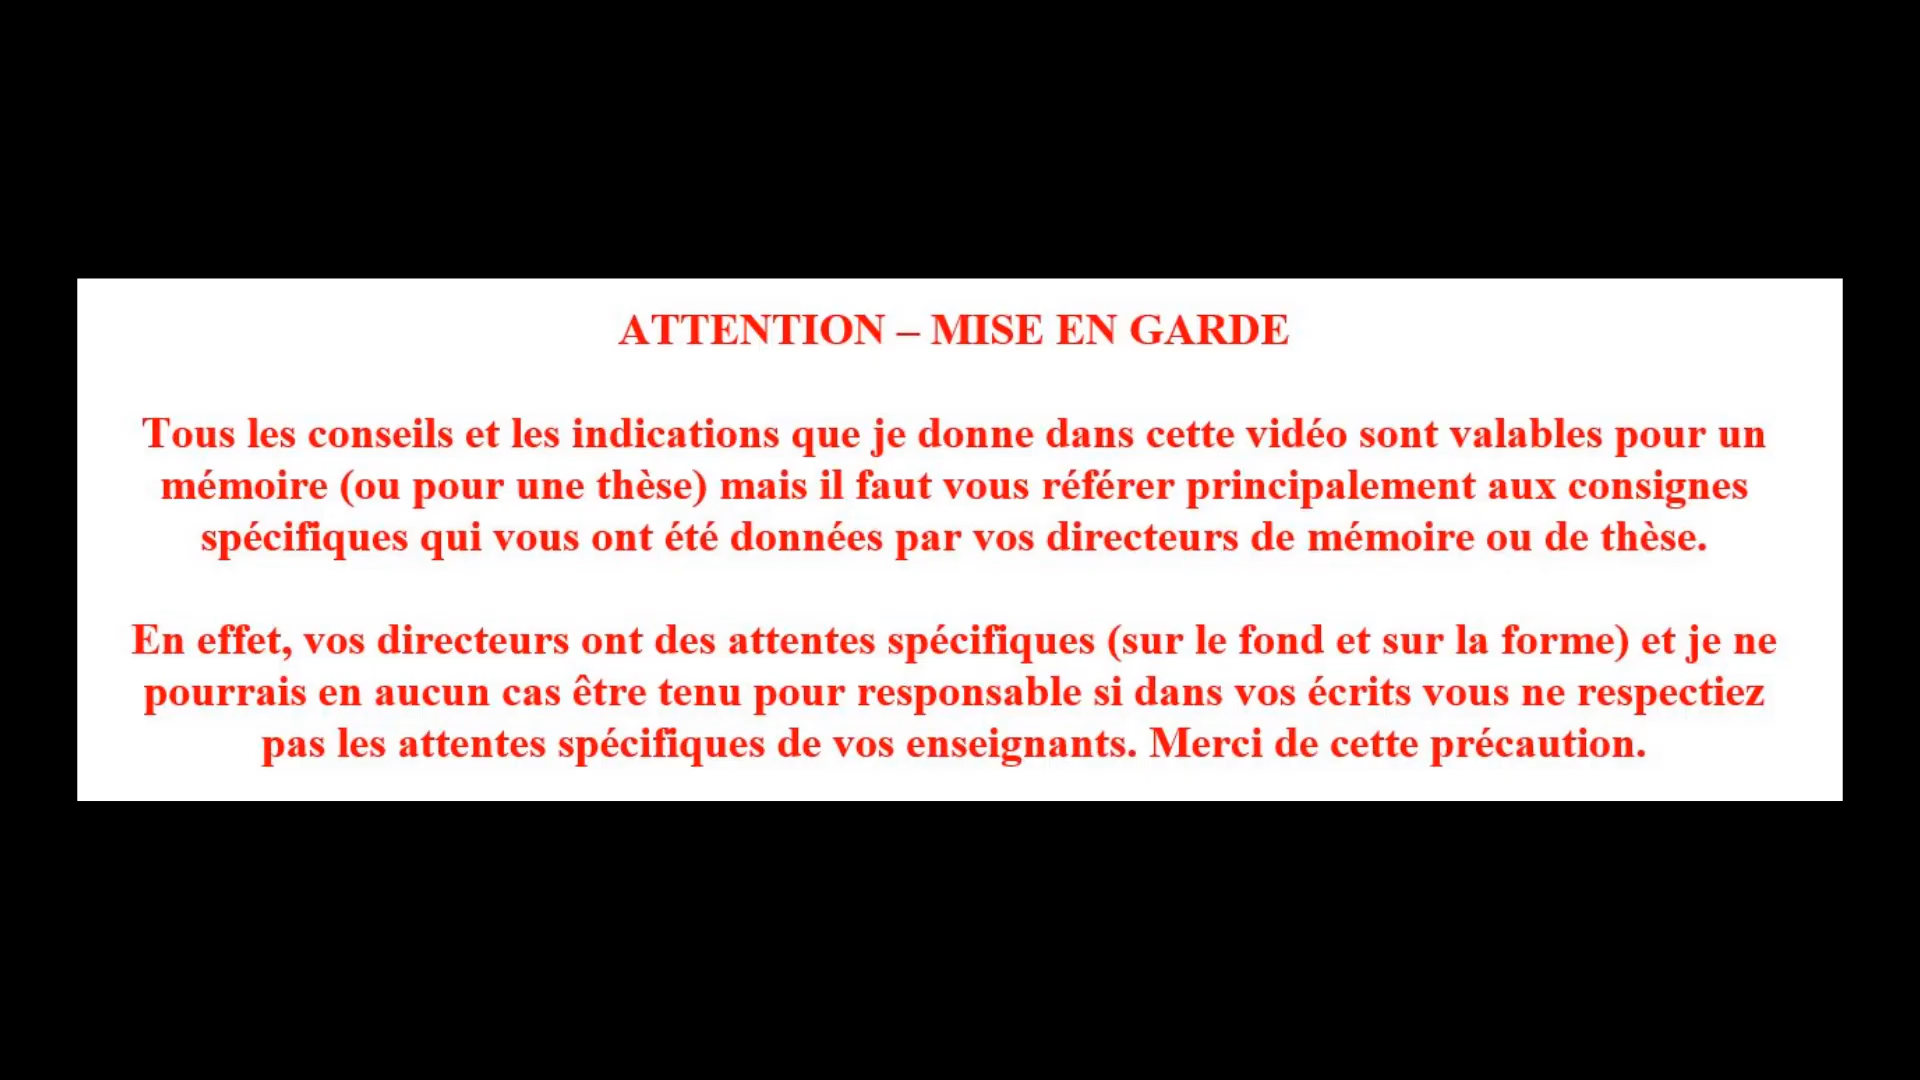 ATTENTION – MISE EN GARDE
Tous les conseils et les indications que je donne dans cette vidéo sont valables pour un
mémoire (ou pour une thèse) mais il faut vous référer principalement aux consignes
spécifiques qui vous ont été données par vos directeurs de mémoire ou de thèse.
En effet, vos directeurs ont des attentes spécifiques (sur le fond et sur la forme) et je ne
pourrais en aucun cas être tenu pour responsable si dans vos écrits vous ne respectiez
pas les attentes spécifiques de vos enseignants. Merci de cette précaution.